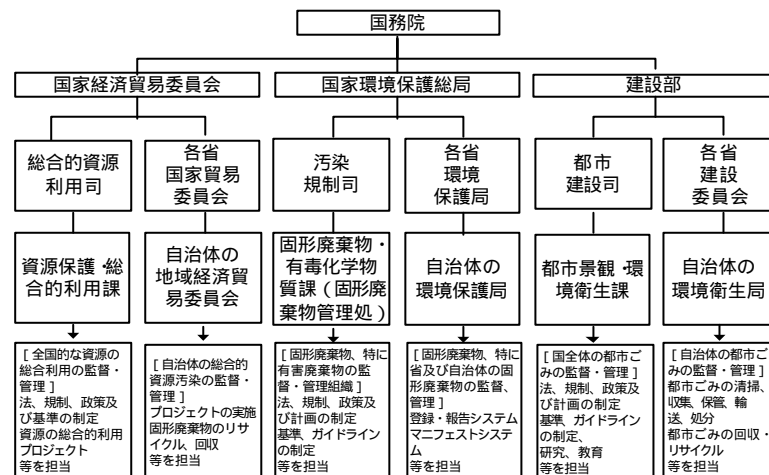 国務院
国家経済貿易委員会
国家環境保護総局
建設部
総合的資源
利用司
各省
国家貿易
委員会
汚染
規制司
各省
環境
保護局
都市
建設司
各省
建設
委員会
資源保護・総
合的利用課
自治体の
地域経済貿
易委員会
固形廃棄物・
有毒化学物
質課（固形廃
棄物管理処）
自治体の
環境保護局
都市景観・環
境衛生課
自治体の
環境衛生局
[ 全国的な資源の
総合利用の監督・
管理 ]
法、規制、政策及
び基準の制定
資源の総合的利用
プロジェクト
等を担当
[ 自治体の総合的
資源汚染の監督・
管理 ]
プロジェクトの実施
固形廃棄物のリサ
イクル、回収
等を担当
[ 固形廃棄物、特に
有害廃棄物の監
督・管理組織 ]
法、規制、政策及
び計画の制定
基準、ガイドライン
の制定
等を担当
[ 固形廃棄物、特に
省及び自治体の固
形廃棄物の監督、
管理 ]
登録・報告システム
マニフェストシステ
ム
等を担当
[ 国全体の都市ご
みの監督・管理 ]
法、規制、政策及
び計画の制定
基準、ガイドライン
の制定、
研究、教育
等を担当
[ 自治体の都市ご
みの監督・管理 ]
都市ごみの清掃、
収集、保管、輸
送、処分
都市ごみの回収・
リサイクル
等を担当